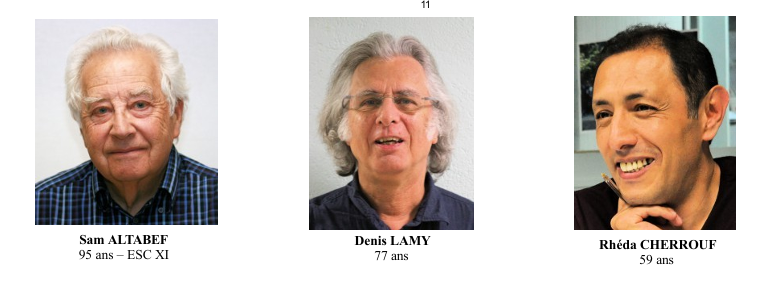 11
Sam ALTABEF
95 ans – ESC XI
Denis LAMY
77 ans
Rhéda CHERROUF
59 ans